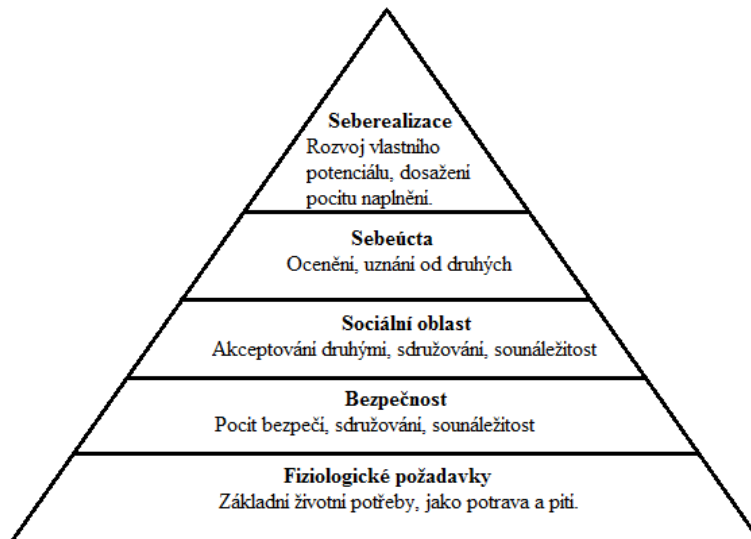 Seberealizace
Rozvoj vlastního
potenciálu, dosažení
pocitu naplnění.
Sebeúcta
Ocenění, uznání od druhých
Sociální oblast
Akceptování druhými, sdružování, sounáležitost
Bezpečnost
Pocit bezpečí, sdružování, sounáležitost
Fiziologické požadavky
Základní životní potřeby, jako potrava a pití.